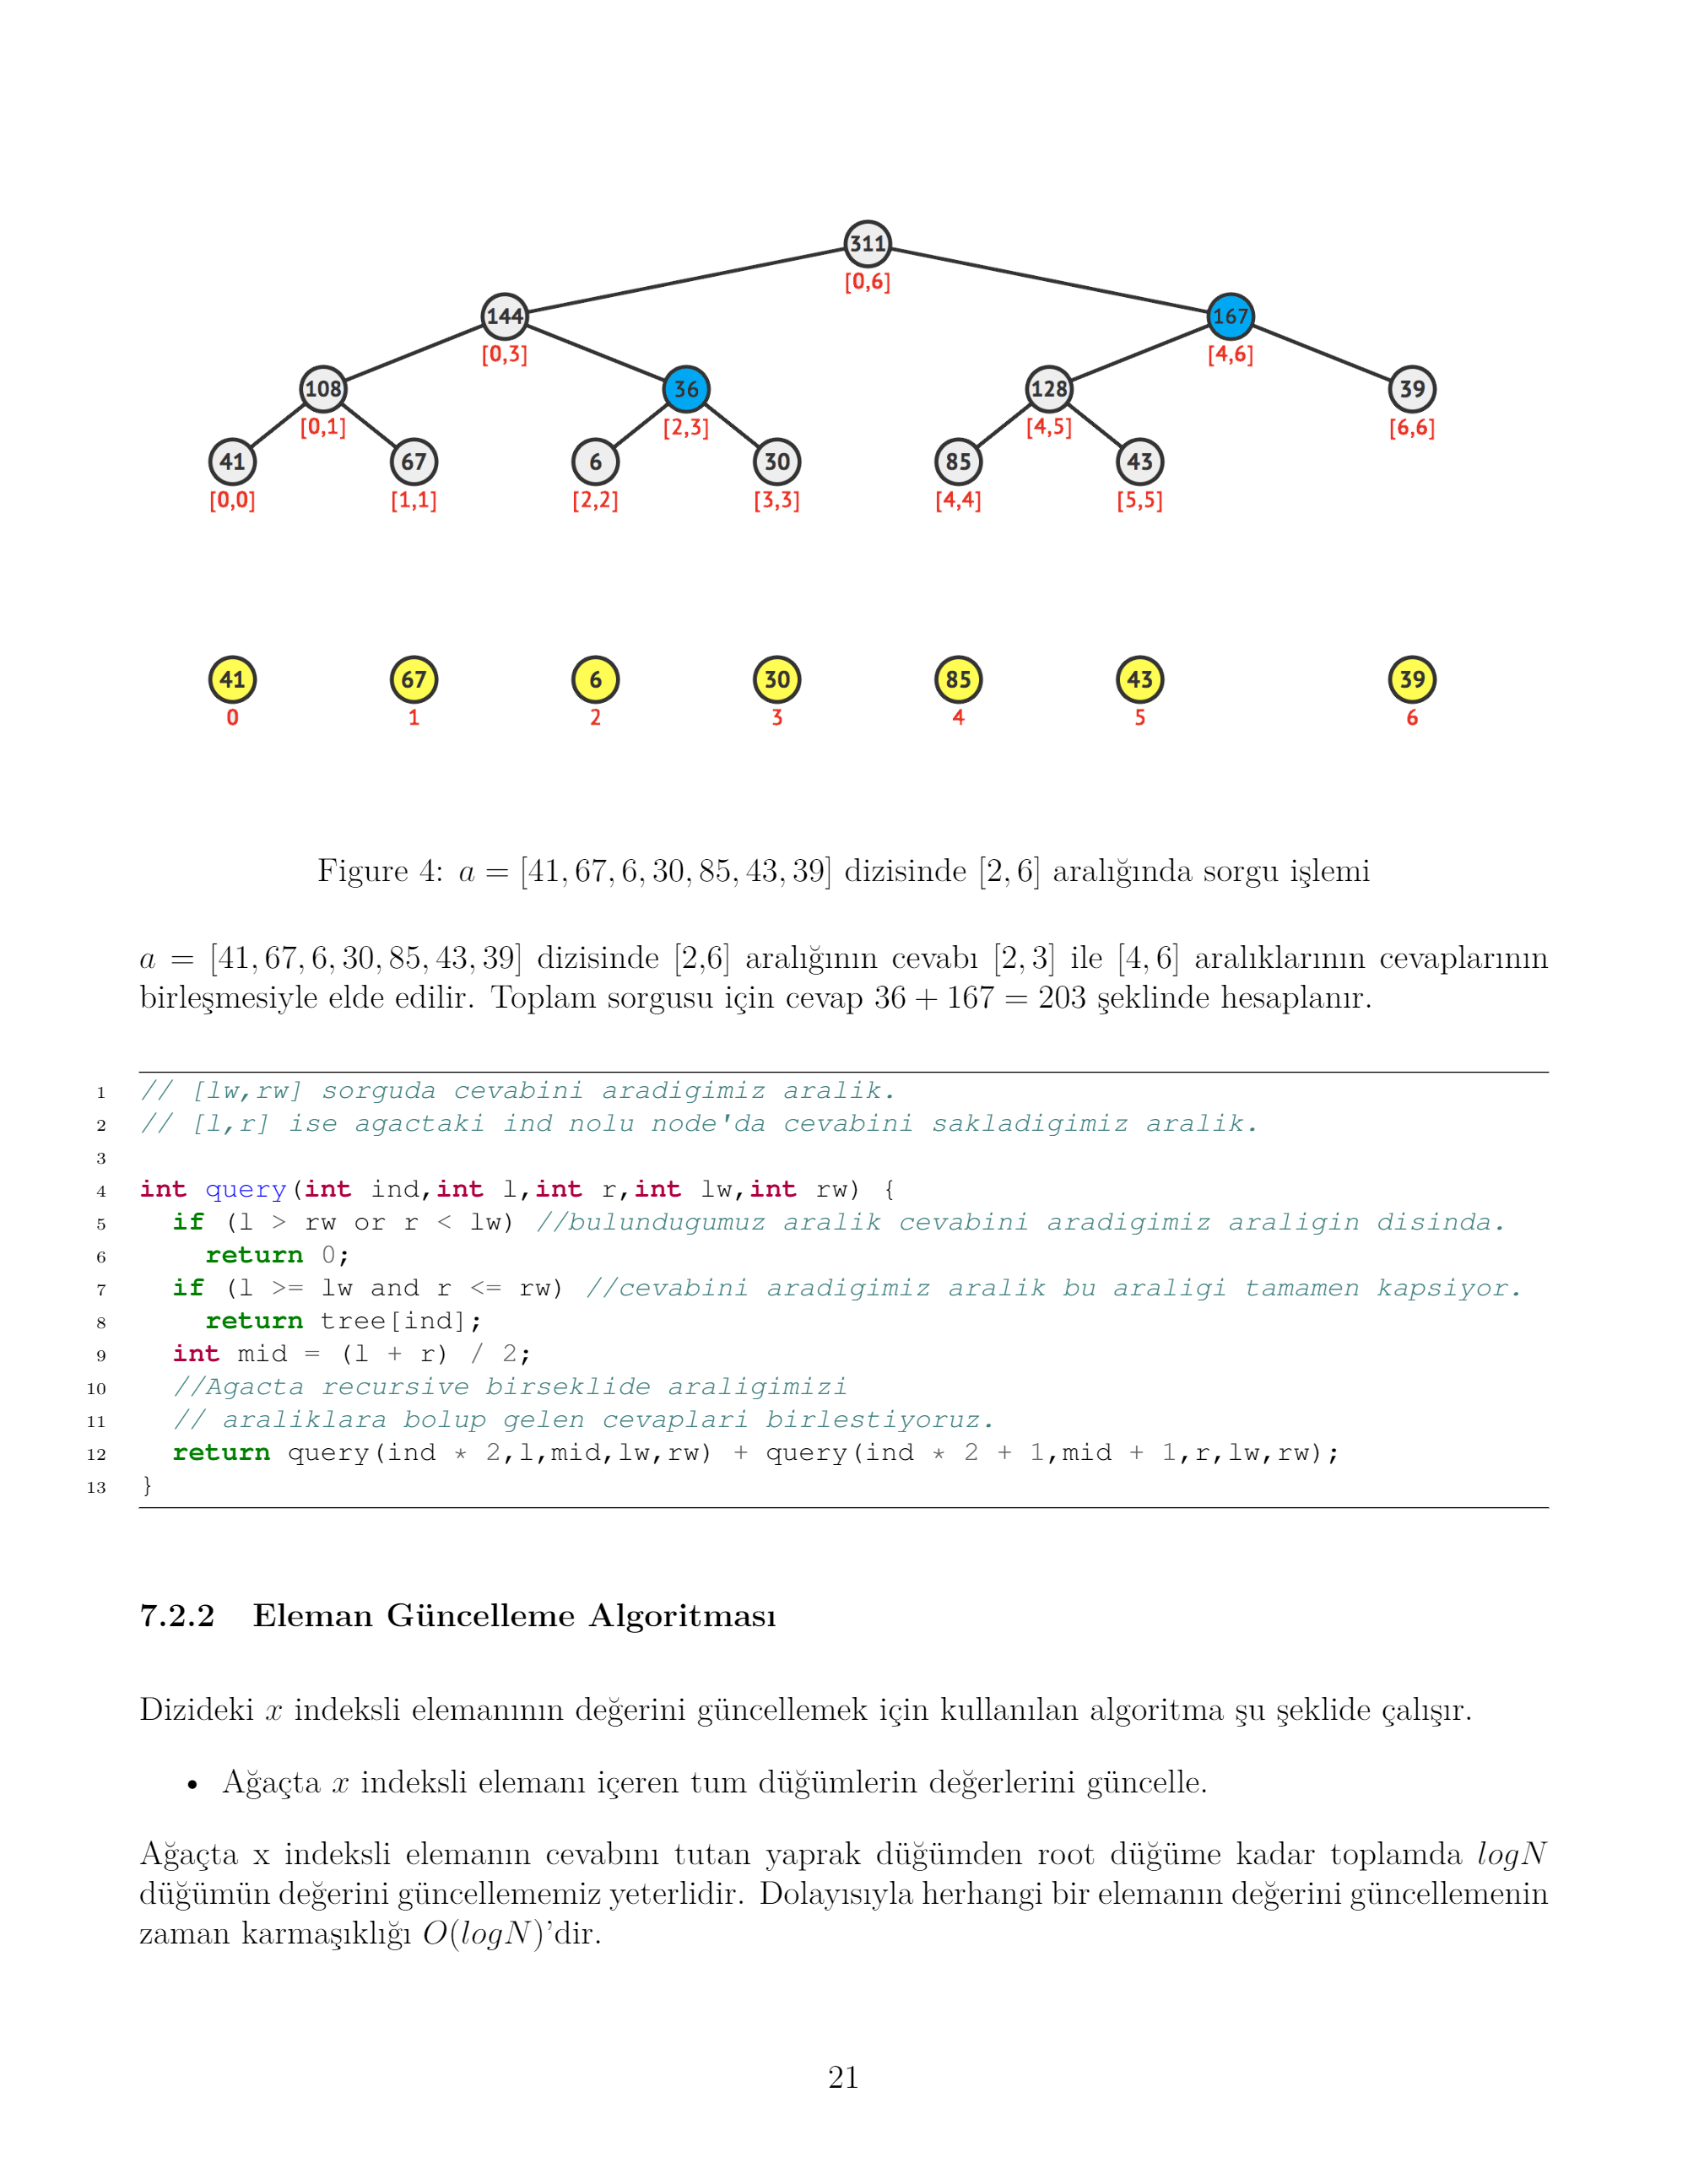 311
[0,6]
144
167
[0,3]
[4,6]
108
36
128
39
[0,1]
[2,3]
[4,5]
[6,6]
41
67
6
30
85
43
[0,0]
[1,1]
[2,2]
[3,3]
[4,4]
[5,5]
41
67
6
30
85
43
39
0
1
2
3
4
5
6
Figure 4: a = [41, 67, 6, 30, 85, 43, 39] dizisinde [2, 6] aralığında sorgu işlemi
a = [41, 67, 6, 30, 85, 43, 39] dizisinde [2,6] aralığının cevabı [2, 3] ile [4, 6] aralıklarının cevaplarının
birleşmesiyle elde edilir. Toplam sorgusu için cevap 36 + 167 = 203 şeklinde hesaplanır.
1 // [lw,rw] sorguda cevabini aradigimiz aralik.
2 // [l,r] ise agactaki ind nolu node'da cevabini sakladigimiz aralik.
3
4 int query(int ind,int l,int r,int lw,int rw) {
5 if (l > rw or r < lw) //bulundugumuz aralik cevabini aradigimiz araligin disinda.
6 return 0;
7 if (l >= lw and r <= rw) //cevabini aradigimiz aralik bu araligi tamamen kapsiyor.
8 return tree[ind];
9 int mid = (l + r) / 2;
10 //Agacta recursive birseklide araligimizi
11 // araliklara bolup gelen cevaplari birlestiyoruz.
12 return query(ind * 2,l,mid,lw,rw) + query(ind * 2 + 1,mid + 1,r,lw,rw);
13 }
7.2.2 Eleman Güncelleme Algoritması
Dizideki x indeksli elemanının değerini güncellemek için kullanılan algoritma şu şeklide çalışır.
• Ağaçta x indeksli elemanı içeren tum düğümlerin değerlerini güncelle.
Ağaçta x indeksli elemanın cevabını tutan yaprak düğümden root düğüme kadar toplamda logN
düğümün değerini güncellememiz yeterlidir. Dolayısıyla herhangi bir elemanın değerini güncellemenin
zaman karmaşıklığı O(logN)'dir.
21